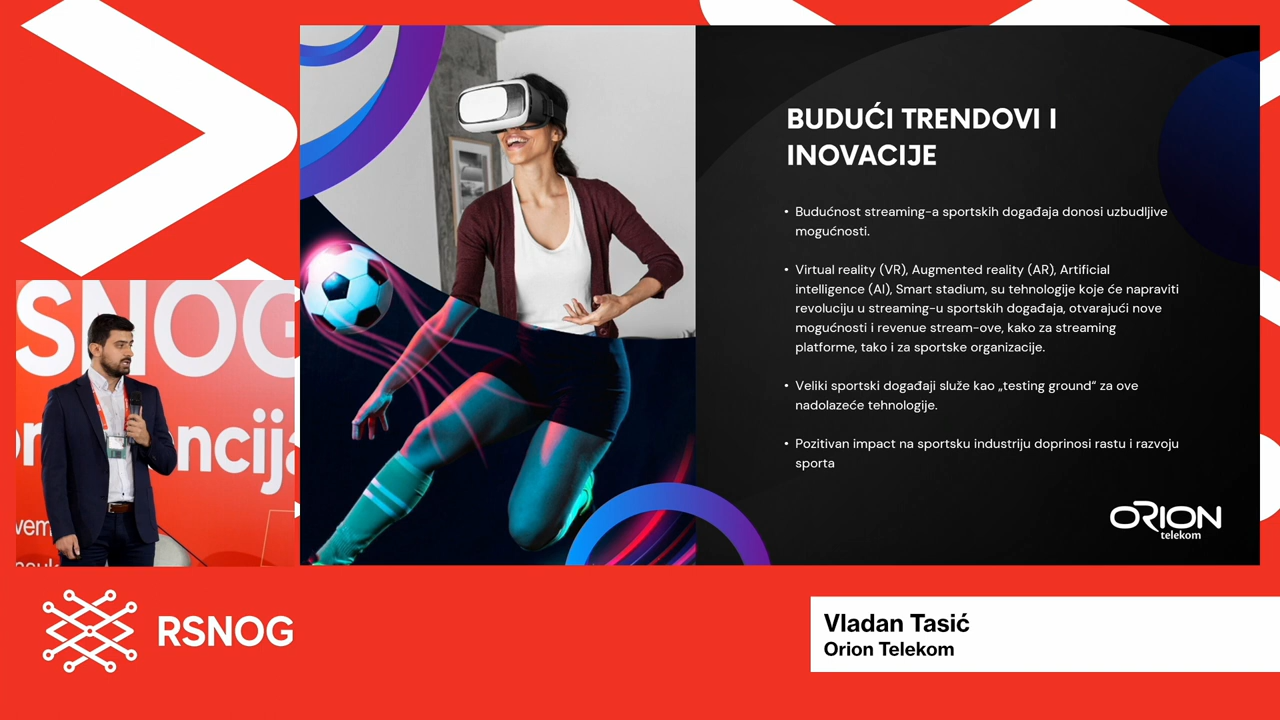 BUDUĆI TRENDOVI I
INOVACIJE
• Budućnost streaming-a sportskih događaja donosi uzbudljive
mogućnosti.
• Virtual reality (VR), Augmented reality (AR), Artificial
intelligence (AI), Smart stadium, su tehnologije koje će napraviti
revoluciju u streaming-u sportskih događaja, otvarajući nove
mogućnosti i revenue stream-ove, kako za streaming
platforme, tako i za sportske organizacije.
• Veliki sportski događaji služe kao „testing ground“ za ove
nadolazeće tehnologije.
• Pozitivan impact na sportsku industriju doprinosi rastu i razvoju
sporta
ORION
telekom
SNOG
RSNOG
Vladan Tasić
Orion Telekom